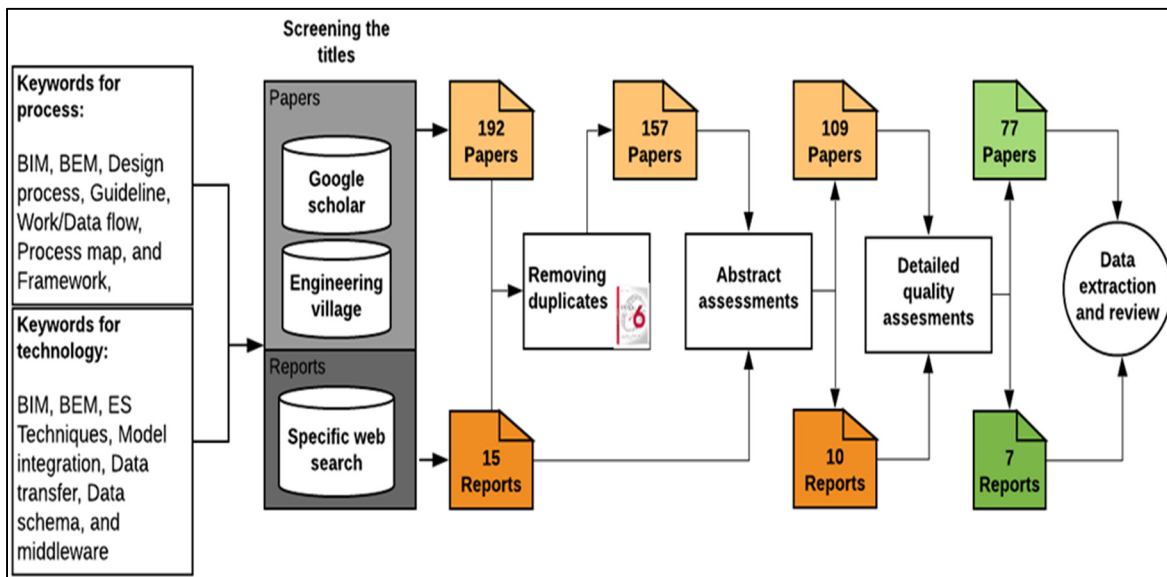 Screening the
titles
Keywords for
process:
BIM, BEM, Design
process, Guideline,
Work/Data flow,
Process map, and
Framework,
Keywords for
technology:
BIM, BEM, ES
Techniques, Model
integration, Data
transfer, Data
schema, and
middleware
Papers
Google
scholar
Engineering
village
Reports
Specific web
search
192
Papers
15
Reports
Removing
duplicates
6
157
Papers
Abstract
assessments
109
Papers
10
Reports
Detailed
quality
assesments
77
Papers
7
Reports
Data
extraction
and review